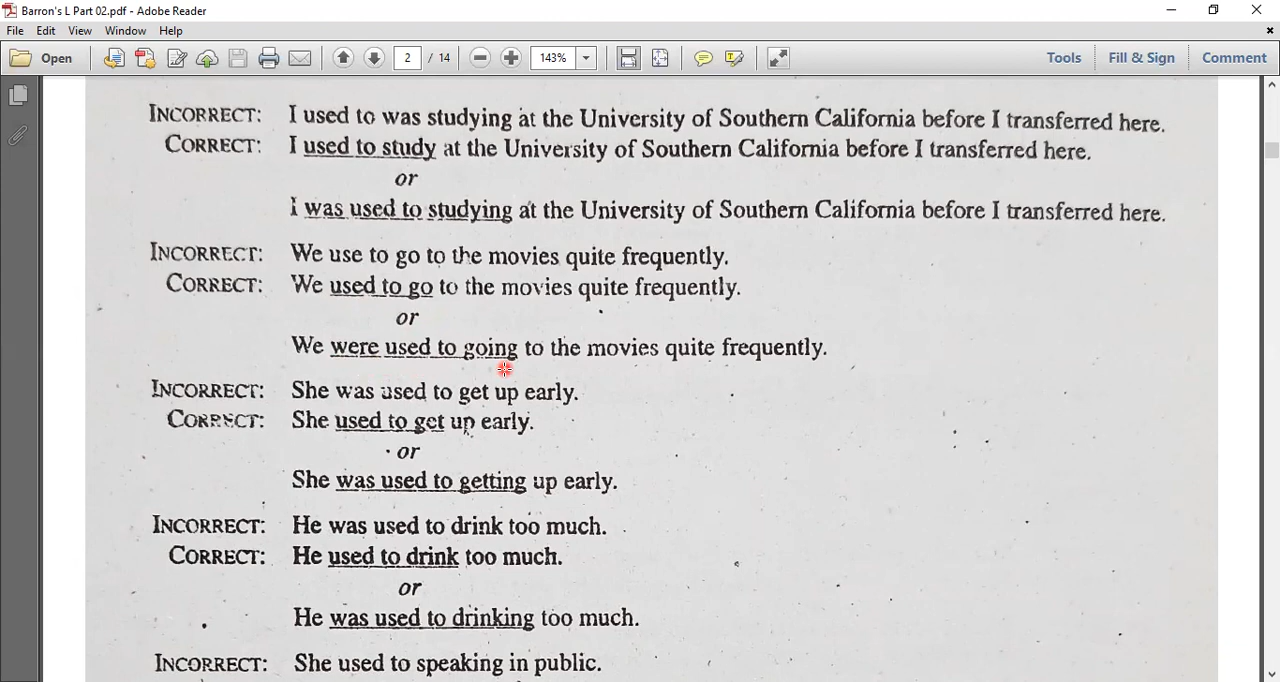 Barron's L Part 02.pdf - Adobe Reader
File Edit View Window Help
Open 2 / 14 143% Tools Fill & Sign Comment
INCORRECT: I used to was studying at the University of Southern California before I transferred here.
CORRECT: I used to study at the University of Southern California before I transferred here.
or
I was used to studying at the University of Southern California before I transferred here.
INCORRECT: We use to go to the movies quite frequently.
CORRECT: We used to go to the movies quite frequently.
or
We were used to going to the movies quite frequently.
INCORRECT: She was used to get up early.
CORRECT: She used to get up early.
or
She was used to getting up early.
INCORRECT: He was used to drink too much.
CORRECT: He used to drink too much.
or
He was used to drinking too much.
INCORRECT: She used to speaking in public.